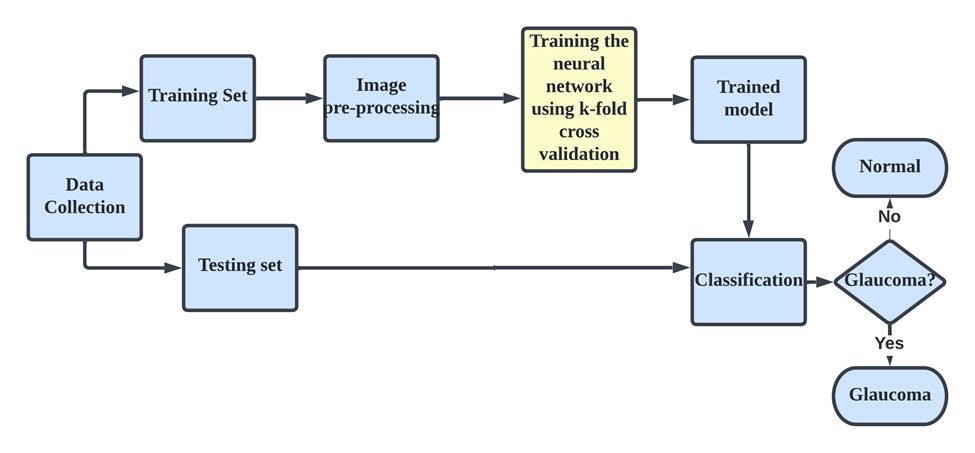 Training Set
Image
pre-processing
Training the
neural
network
using k-fold
cross
validation
Trained
model
Data
Collection
Testing set
Classification
Glaucoma?
No
Normal
Yes
Glaucoma